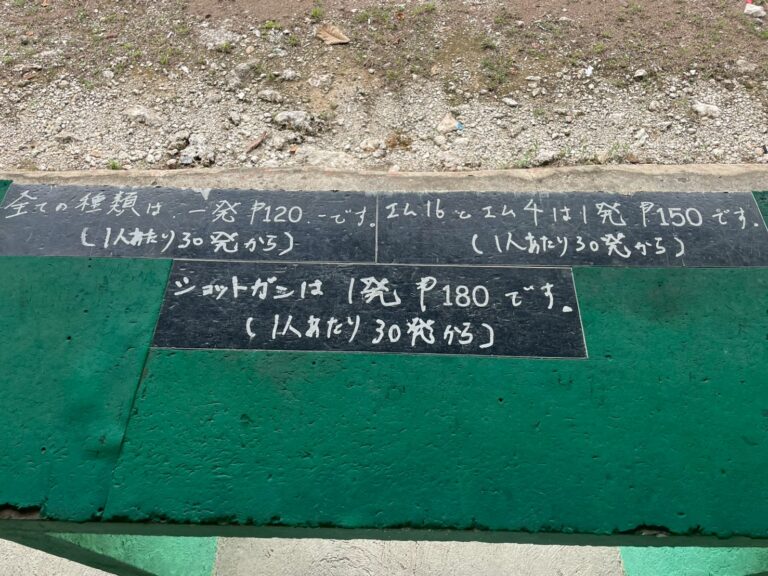 全ての種類は 一発 ₱120 -です.
(1人あたり 30発から)
エム16とエム4は1発 ₱150です.
(1人あたり30発から)
ショットガンは 1発 ₱180 です.
(1人あたり 30発から)